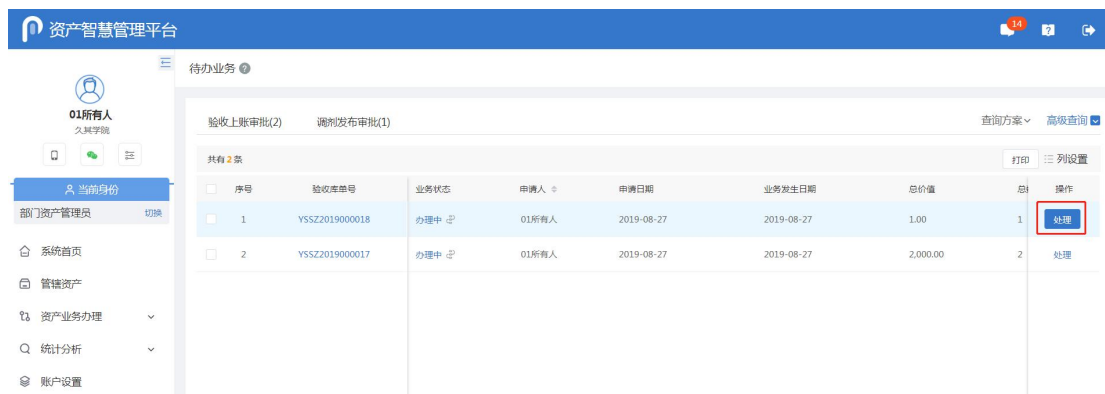 资产智慧管理平台
14
待办业务
01所有人
久其学院
验收上账审批(2) 调剂发布审批(1) 查询方案 高级查询
共有2条 打印 列设置
当前身份
部门资产管理员 切换
序号 验收库单号 业务状态 申请人 申请日期 业务发生日期 总价值 操作
1 YSSZ2019000018 办理中 01所有人 2019-08-27 2019-08-27 1.00 1 处理
2 YSSZ2019000017 办理中 01所有人 2019-08-27 2019-08-27 2,000.00 2 处理
系统首页
管辖资产
资产业务办理
统计分析
账户设置